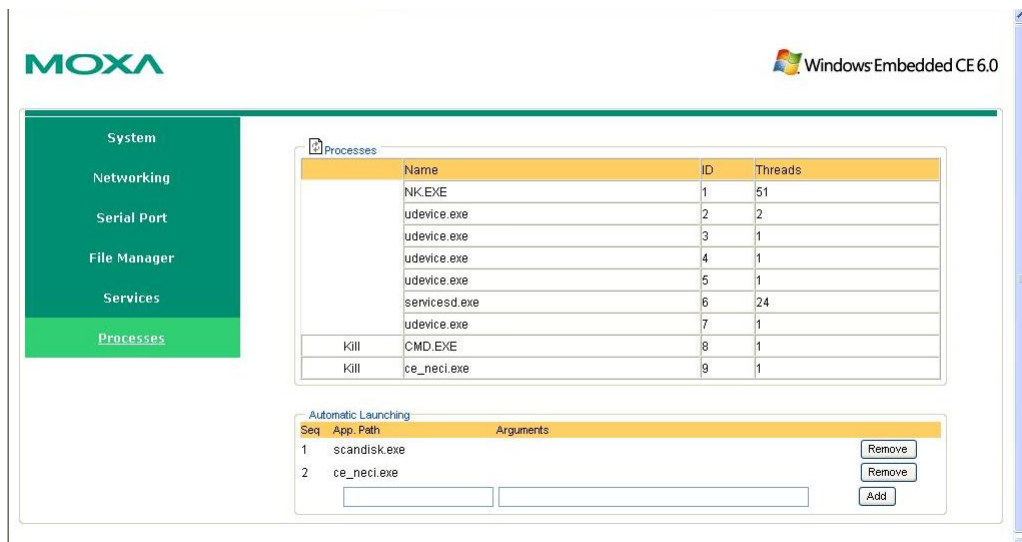 MOXA
Windows Embedded CE 6.0
System
Networking
Serial Port
File Manager
Services
Processes
Processes
Name ID Threads
NK.EXE 1 51
udevice.exe 2 2
udevice.exe 3 1
udevice.exe 4 1
udevice.exe 5 1
servicesd.exe 6 24
udevice.exe 7 1
Kill CMD.EXE 8 1
Kill ce_neci.exe 9 1
Automatic Launching
Seq App. Path Arguments
1 scandisk.exe Remove
2 ce_neci.exe Remove
Add